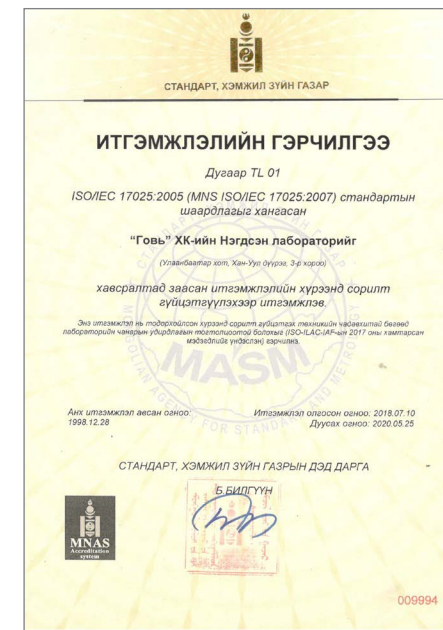 СТАНДАРТ, ХЭМЖИЛ ЗҮЙН ГАЗАР
ИТГЭМЖЛЭЛИЙН ГЭРЧИЛГЭЭ
Дугаар TL 01
ISO/IEC 17025:2005 (MNS ISO/IEC 17025:2007) стандартын
шаардлагыг хангасан
"Говь" ХК-ийн Нэгдсэн лабораторийг
(Улаанбаатар хот, Хан-Уул дүүрэг, 3-р хороо)
хавсралтад заасан итгэмжлэлийн хүрээнд сорилт
гүйцэтгүүлэхээр итгэмжлэв.
Энэ итгэмжлэл нь тодорхойлсон хүрээнд сорилт гүйцэтгэх техникийн чадавхитай бөгөөд
лабораторийн чанарын удирдлагын тогтолцоотой болохыг (ISO-ILAC-IAF-ын 2017 оны хамтарсан
мэдэгдлийг үндэслэн) гэрчилнэ.
MASM
Анх итгэмжлэл авсан огноо: Итгэмжлэл олгосон огноо: 2018.07.10
1998.12.28 Дуусах огноо: 2020.05.25
СТАНДАРТ, ХЭМЖИЛ ЗҮЙН ГАЗРЫН ДЭД ДАРГА
Б.БИЛГҮҮН
MNAS
Accreditation
system
009994